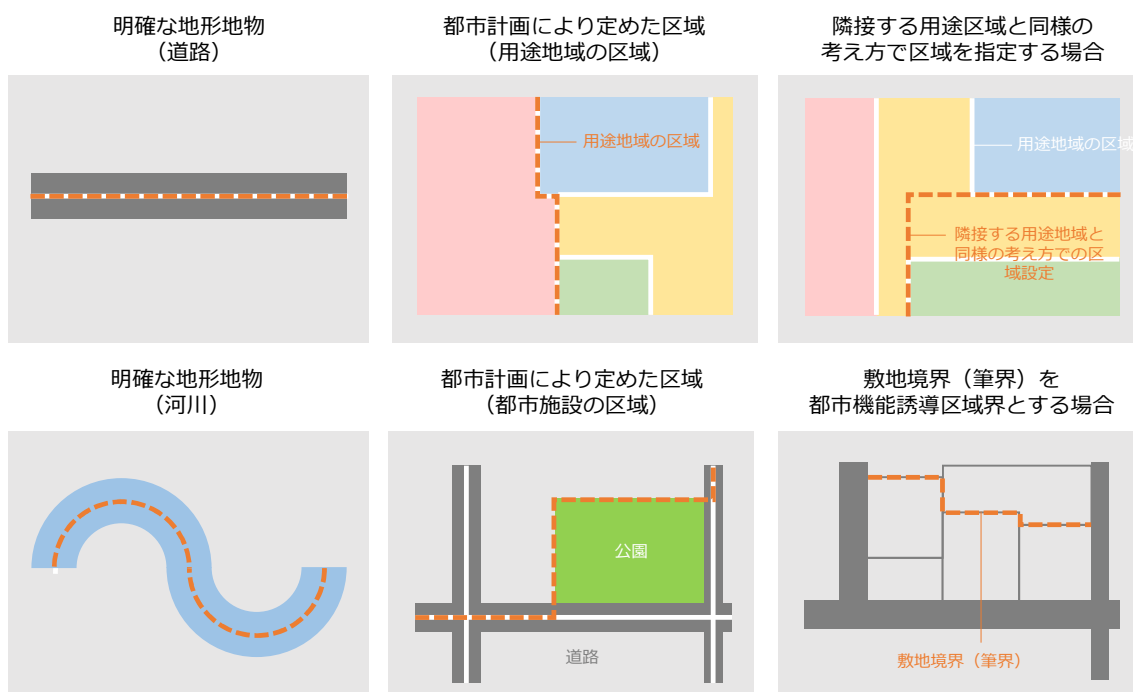 明確な地形地物
（道路）
都市計画により定めた区域
（用途地域の区域）
隣接する用途区域と同様の
考え方で区域を指定する場合
用途地域の区域
用途地域の区域
隣接する用途地域と
同様の考え方での区
域設定
明確な地形地物
（河川）
都市計画により定めた区域
（都市施設の区域）
敷地境界（筆界）を
都市機能誘導区域界とする場合
公園
道路
敷地境界（筆界）